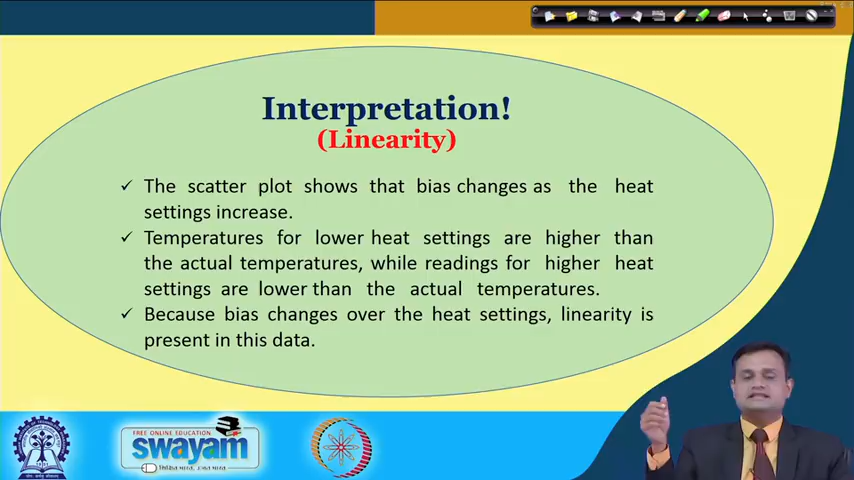 Interpretation!
(Linearity)
✓ The scatter plot shows that bias changes as the heat
settings increase.
✓ Temperatures for lower heat settings are higher than
the actual temperatures, while readings for higher heat
settings are lower than the actual temperatures.
✓ Because bias changes over the heat settings, linearity is
present in this data.
FREE ONLINE EDUCATION
swayam